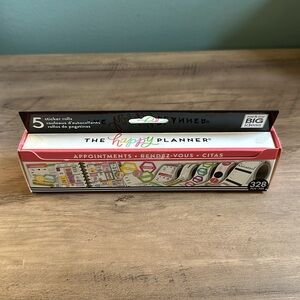 5 sticker rolls
rouleaux d'autocollants
rollos de pegatinas
BIG
THE happy PLANNER®
APPOINTMENTS • RENDEZ-VOUS • CITAS
328